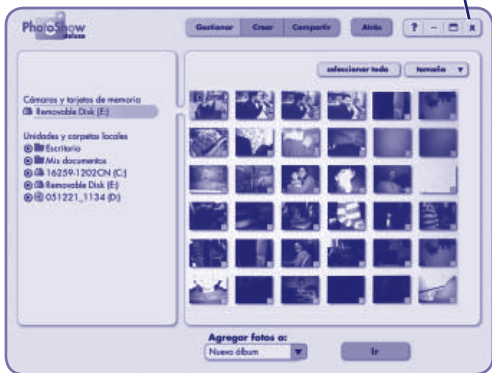 PhotoShow
deluxe
Gestionar Crear Compartir Atrás ? – x
seleccionar todo tamaño ▼
Cámaras y tarjetas de memoria
Removable Disk (E:)
Unidades y carpetas locales
Escritorio
Mis documentos
16259-1202CN (C:)
Removable Disk (E:)
051221_1134 (D:)
Agregar fotos a:
Nuevo álbum ▼ Ir